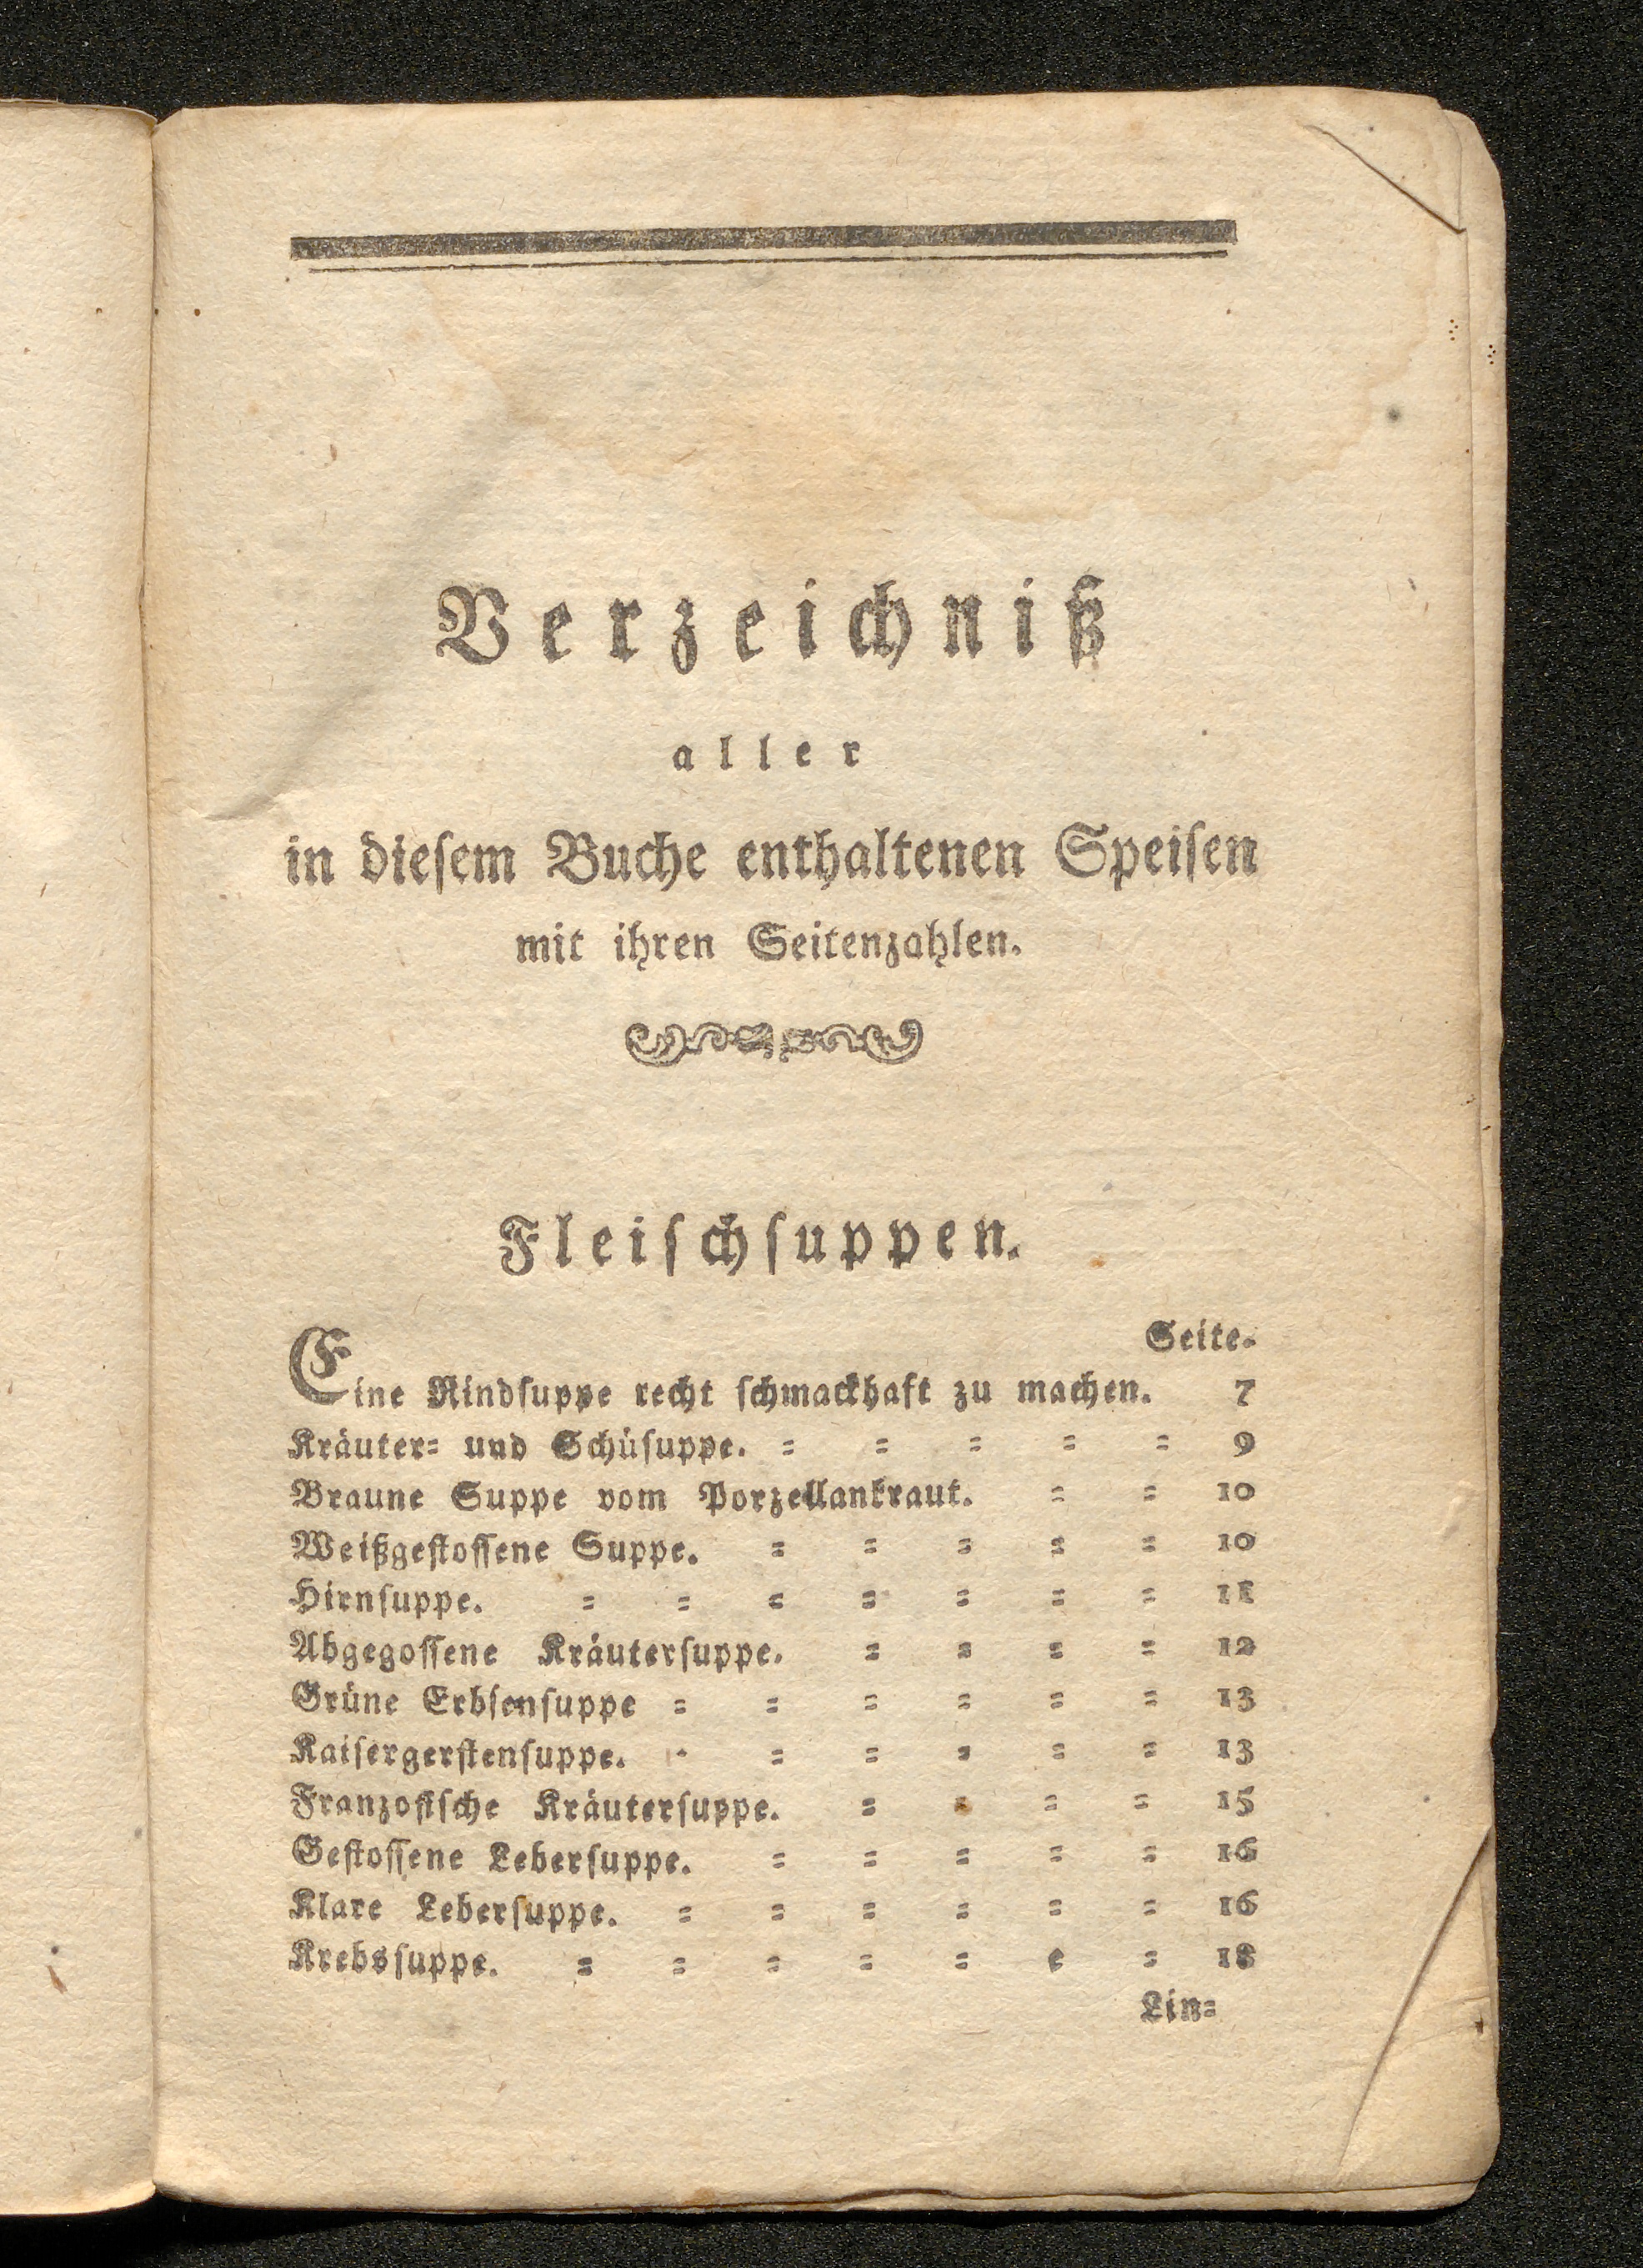 Verzeichniß
aller
in dieſem Buche enthaltenen Speiſen
mit ihren Seitenzahlen.
Fleiſchſuppen.
Seite.
Eine Rindſuppe recht ſchmackhaft zu machen. 7
Kräuter= und Schüſuppe. = = = = = 9
Braune Suppe vom Porzellankraut. = = 10
Weißgeſtoſſene Suppe. = = = = = 10
Hirnſuppe. = = = = = = = 11
Abgegoſſene Kräuterſuppe. = = = = 12
Grüne Erbſenſuppe = = = = = = 13
Kaiſergerſtenſuppe. = = = = = = 13
Franzoſiſche Kräuterſuppe. = = = = 15
Geſtoſſene Leberſuppe. = = = = = 16
Klare Leberſuppe. = = = = = = 16
Krebsſuppe. = = = = = = = 18
Lin=